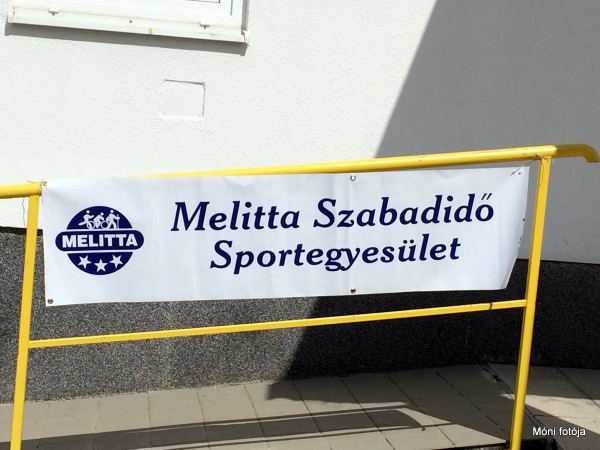 MELITTA
Melitta Szabadidő
Sportegyesület
Móni fotója